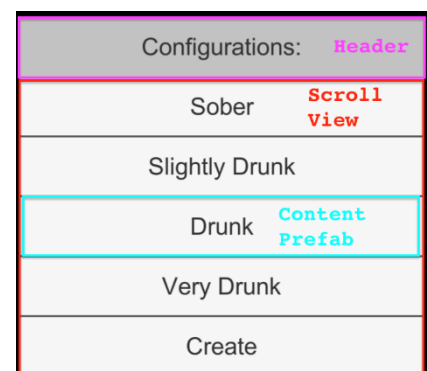 Configurations: Header
Sober Scroll
View
Slightly Drunk
Drunk Content
Prefab
Very Drunk
Create